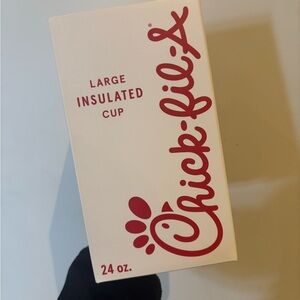 LARGE
INSULATED
CUP
Chick-fil-A
24 oz.